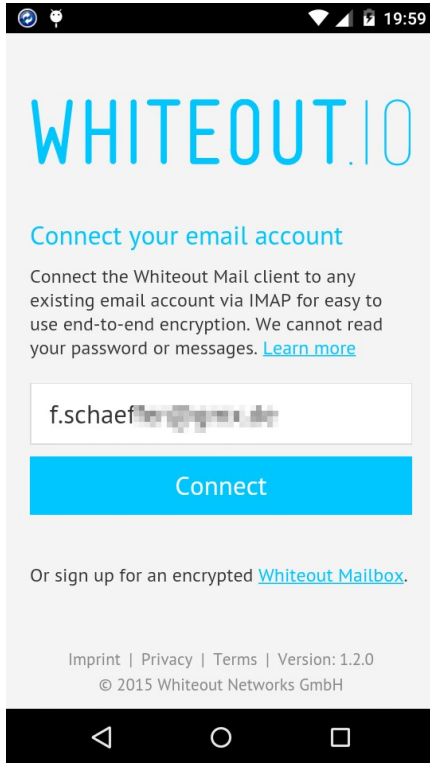 19:59
WHITEOUT.IO
Connect your email account
Connect the Whiteout Mail client to any
existing email account via IMAP for easy to
use end-to-end encryption. We cannot read
your password or messages. Learn more
f.schaef
Connect
Or sign up for an encrypted Whiteout Mailbox.
Imprint | Privacy | Terms | Version: 1.2.0
© 2015 Whiteout Networks GmbH